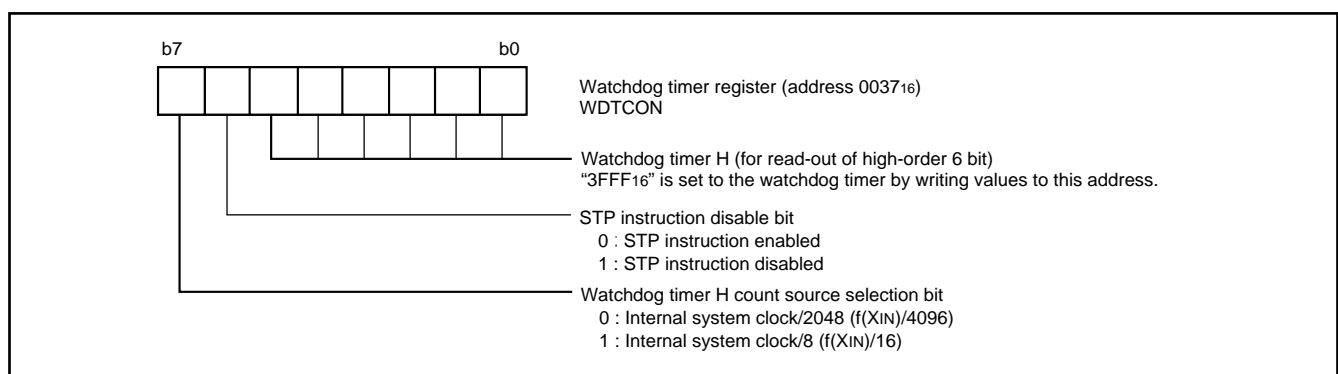 b7 b0
Watchdog timer register (address 003716)
WDTCON
Watchdog timer H (for read-out of high-order 6 bit)
“3FFF16” is set to the watchdog timer by writing values to this address.
STP instruction disable bit
0 : STP instruction enabled
1 : STP instruction disabled
Watchdog timer H count source selection bit
0 : Internal system clock/2048 (f(XIN)/4096)
1 : Internal system clock/8 (f(XIN)/16)